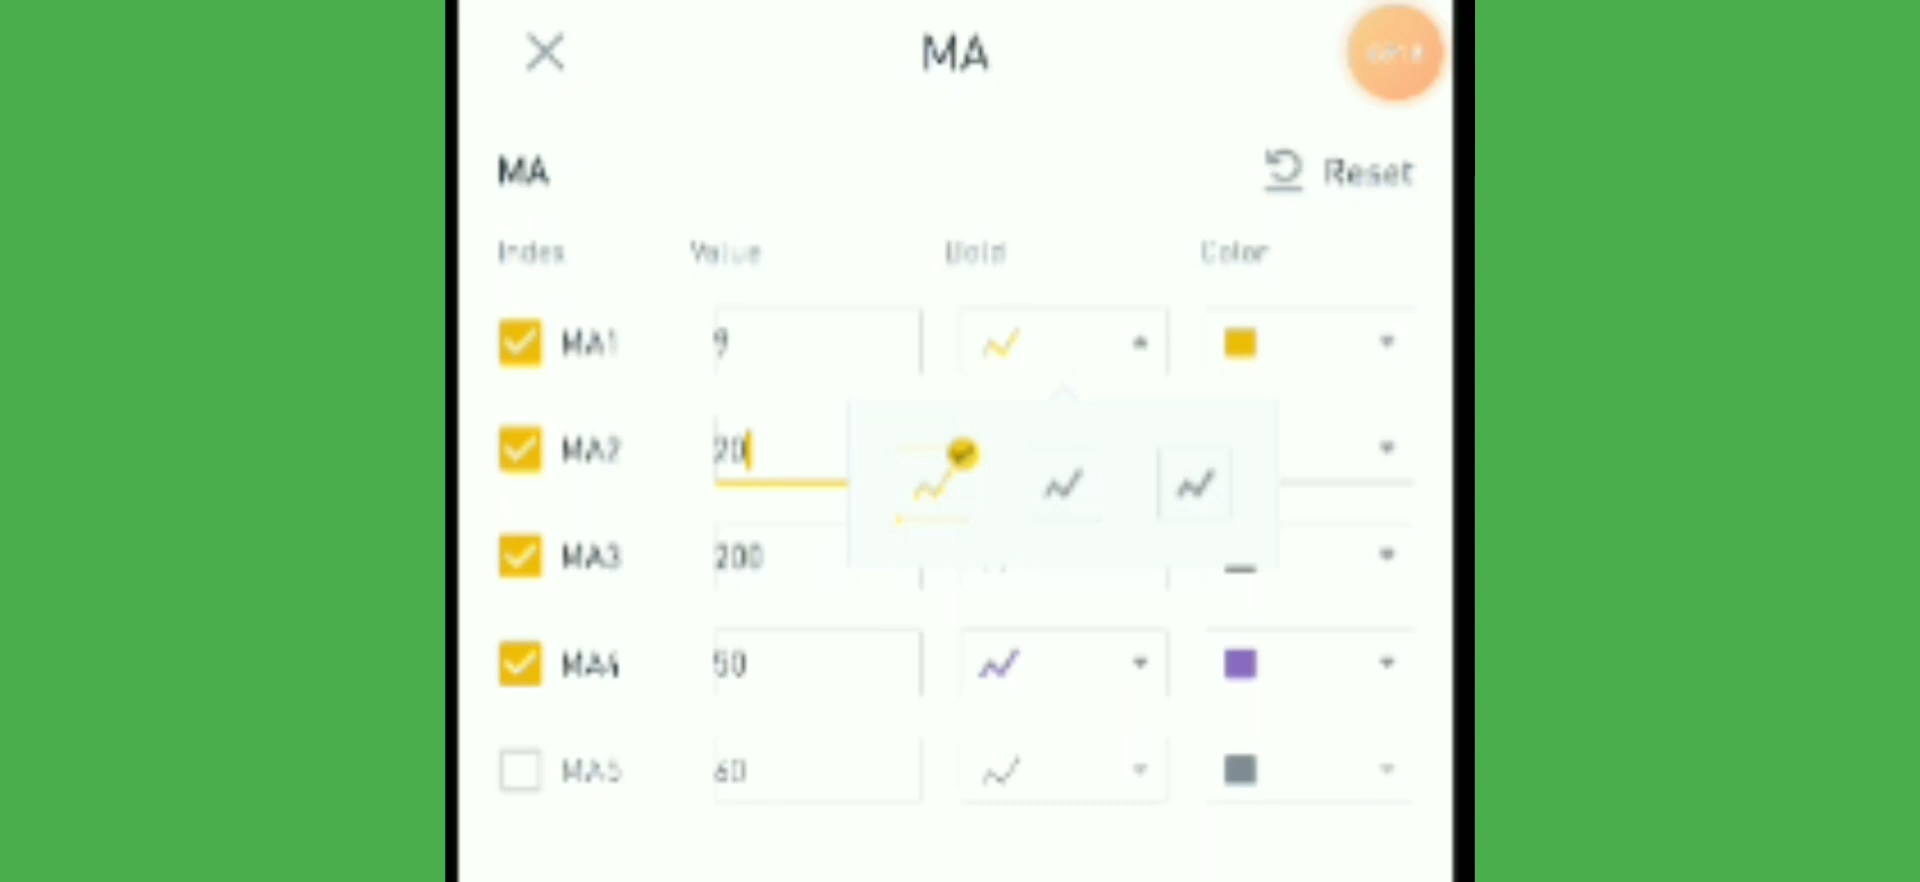 MA
MA Reset
Index Value Bold Color
MA1 9
MA2 20
MA3 200
MA4 50
MA5 60